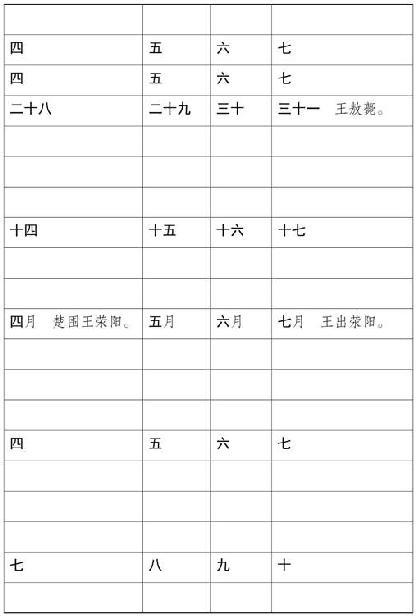 四 五 六 七
四 五 六 七
二十八 二十九 三十 三十一 王敖薨。
十四 十五 十六 十七
四月 楚围王荥阳。 五月 六月 七月 王出荥阳。
四 五 六 七
七 八 九 十